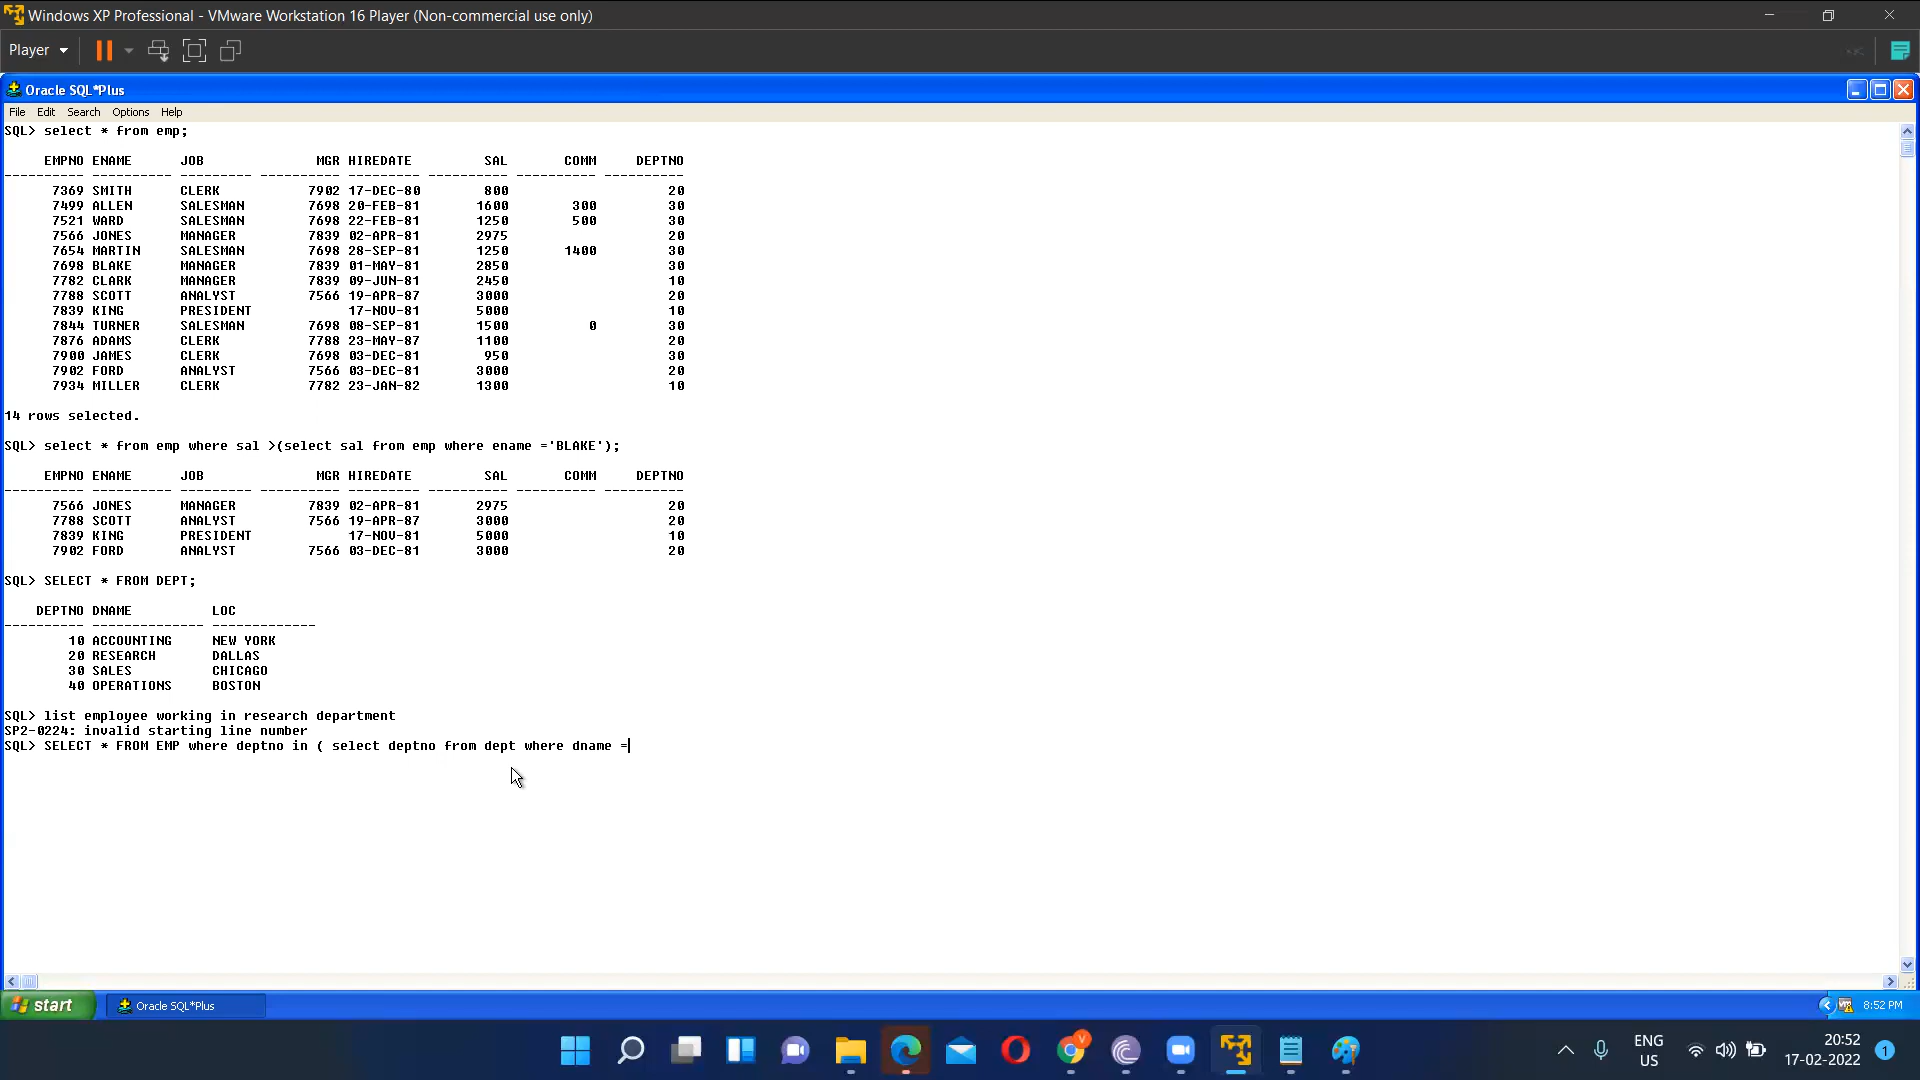 Windows XP Professional - VMware Workstation 16 Player (Non-commercial use only)
Player
Oracle SQL*Plus
File Edit Search Options Help
SQL> select * from emp;
EMPNO ENAME JOB MGR HIREDATE SAL COMM DEPTNO
---------- ---------- --------- ---------- --------- ---------- ---------- ----------
7369 SMITH CLERK 7902 17-DEC-80 800 20
7499 ALLEN SALESMAN 7698 20-FEB-81 1600 300 30
7521 WARD SALESMAN 7698 22-FEB-81 1250 500 30
7566 JONES MANAGER 7839 02-APR-81 2975 20
7654 MARTIN SALESMAN 7698 28-SEP-81 1250 1400 30
7698 BLAKE MANAGER 7839 01-MAY-81 2850 30
7782 CLARK MANAGER 7839 09-JUN-81 2450 10
7788 SCOTT ANALYST 7566 19-APR-87 3000 20
7839 KING PRESIDENT 17-NOV-81 5000 10
7844 TURNER SALESMAN 7698 08-SEP-81 1500 0 30
7876 ADAMS CLERK 7788 23-MAY-87 1100 20
7900 JAMES CLERK 7698 03-DEC-81 950 30
7902 FORD ANALYST 7566 03-DEC-81 3000 20
7934 MILLER CLERK 7782 23-JAN-82 1300 10
14 rows selected.
SQL> select * from emp where sal >(select sal from emp where ename ='BLAKE');
EMPNO ENAME JOB MGR HIREDATE SAL COMM DEPTNO
---------- ---------- --------- ---------- --------- ---------- ---------- ----------
7566 JONES MANAGER 7839 02-APR-81 2975 20
7788 SCOTT ANALYST 7566 19-APR-87 3000 20
7839 KING PRESIDENT 17-NOV-81 5000 10
7902 FORD ANALYST 7566 03-DEC-81 3000 20
SQL> SELECT * FROM DEPT;
DEPTNO DNAME LOC
---------- -------------- -------------
10 ACCOUNTING NEW YORK
20 RESEARCH DALLAS
30 SALES CHICAGO
40 OPERATIONS BOSTON
SQL> list employee working in research department
SP2-0224: invalid starting line number
SQL> SELECT * FROM EMP where deptno in ( select deptno from dept where dname =
start Oracle SQL*Plus 8:52 PM
ENG US 20:52 17-02-2022 1